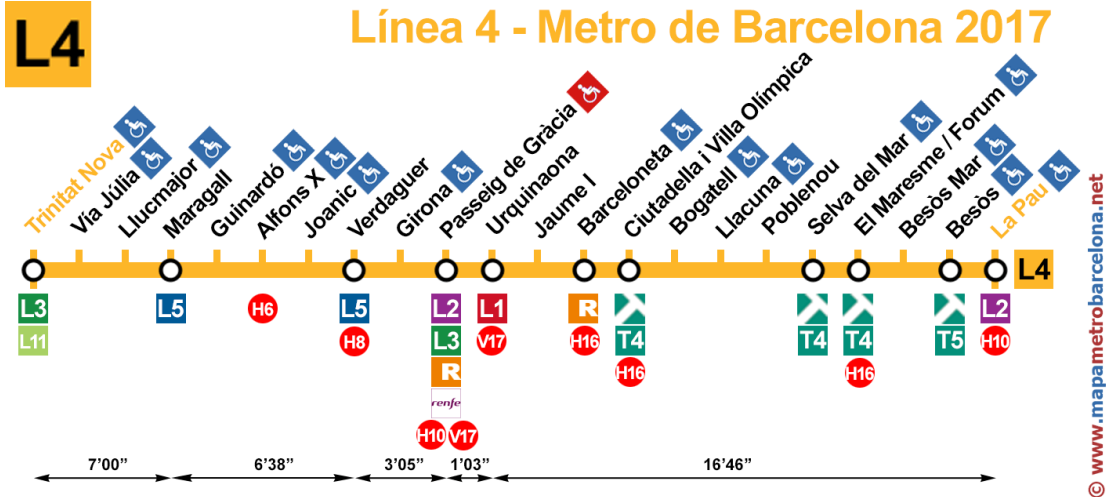 L4
Línea 4 - Metro de Barcelona 2017
Trinitat Nova
Vía Júlia
Llucmajor
Maragall
Guinardó
Alfons X
Joanic
Verdaguer
Girona
Passeig de Gràcia
Urquinaona
Jaume I
Barceloneta
Ciutadella i Villa Olímpica
Bogatell
Llacuna
Poblenou
Selva del Mar
El Maresme / Forum
Besòs Mar
Besòs
La Pau
L4
L3 L5 H6 L5 L2 L1 R L2
L11 H8 L3 V17 H16 T4 T4 T4 T5 H10
R H16 H16
renfe
H10 V17
7’00” 6’38” 3’05” 1’03” 16’46”
© www.mapametrobarcelona.net